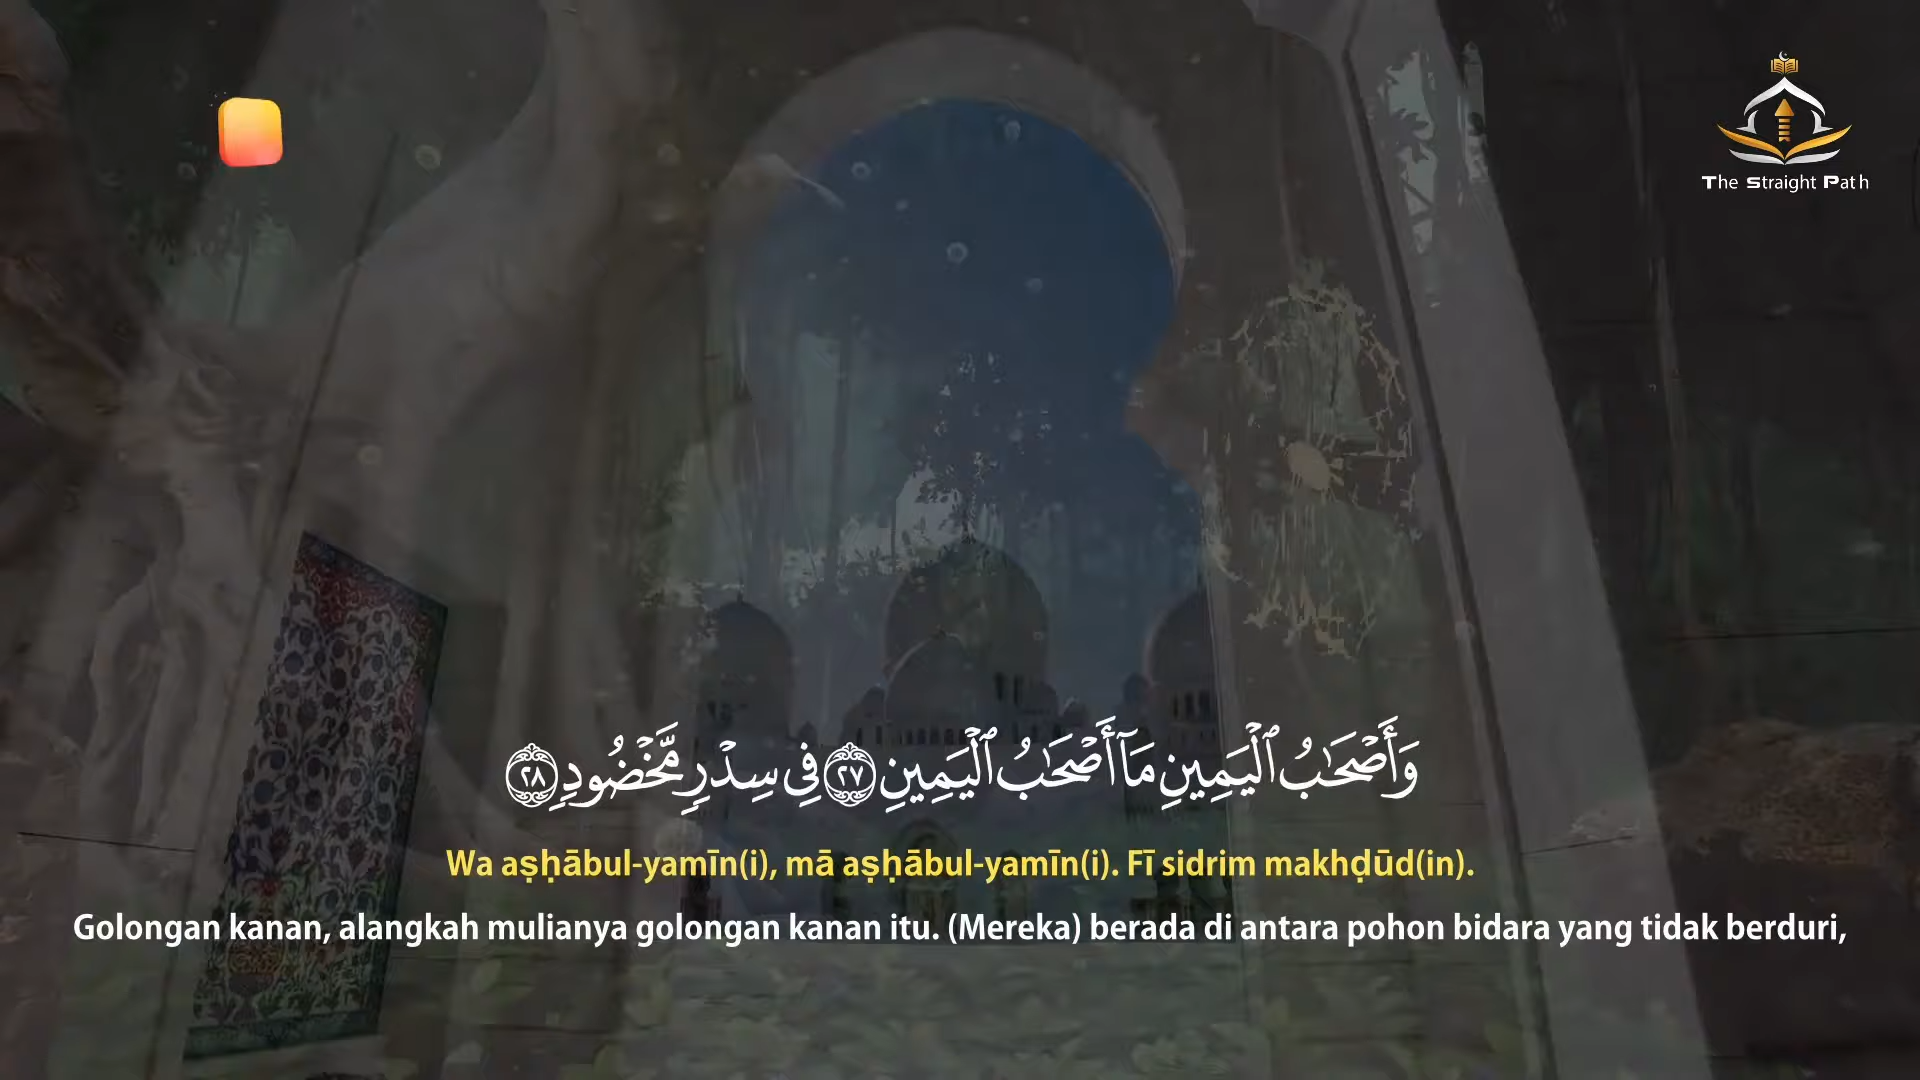 The Straight Path
وَأَصْحَٰبُ ٱلْيَمِينِ مَآ أَصْحَٰبُ ٱلْيَمِينِ ٢٧ فِى سِدْرٍ مَّخْضُودٍ ٢٨
Wa aṣḥābul-yamīn(i), mā aṣḥābul-yamīn(i). Fī sidrim makhḍūd(in).
Golongan kanan, alangkah mulianya golongan kanan itu. (Mereka) berada di antara pohon bidara yang tidak berduri,